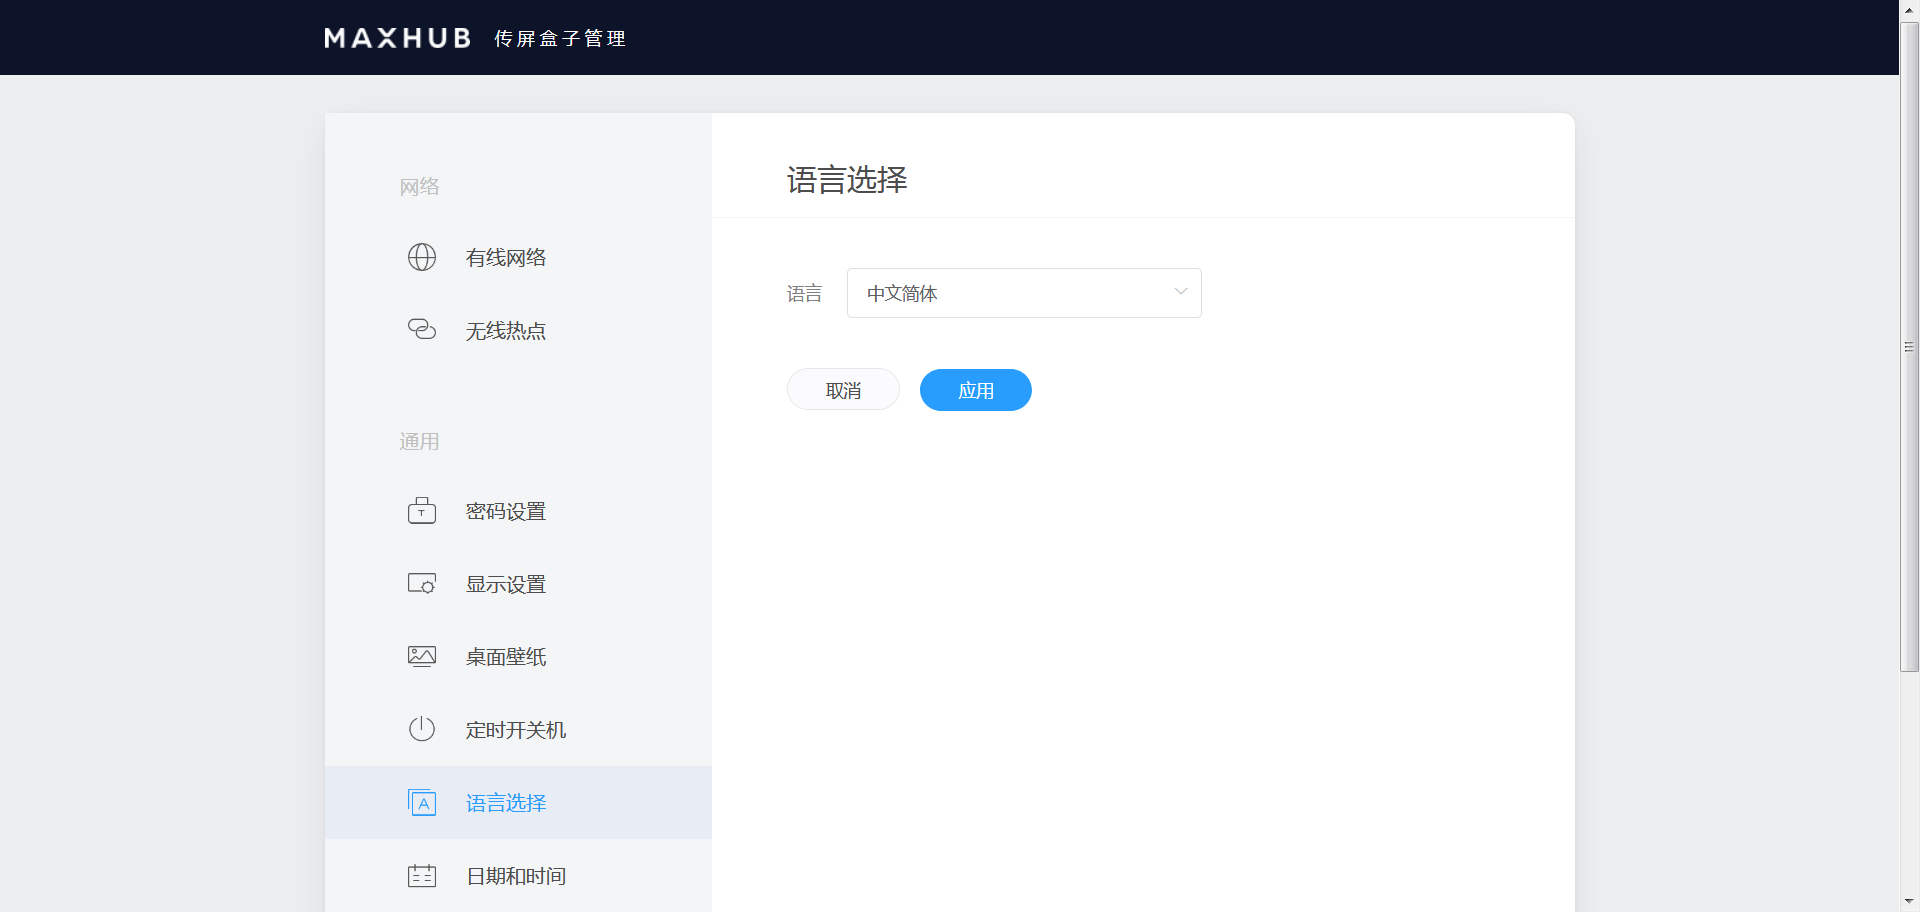 MAXHUB 传屏盒子管理
网络
有线网络
无线热点
通用
密码设置
显示设置
桌面壁纸
定时开关机
语言选择
日期和时间
语言选择
语言 中文简体
取消 应用